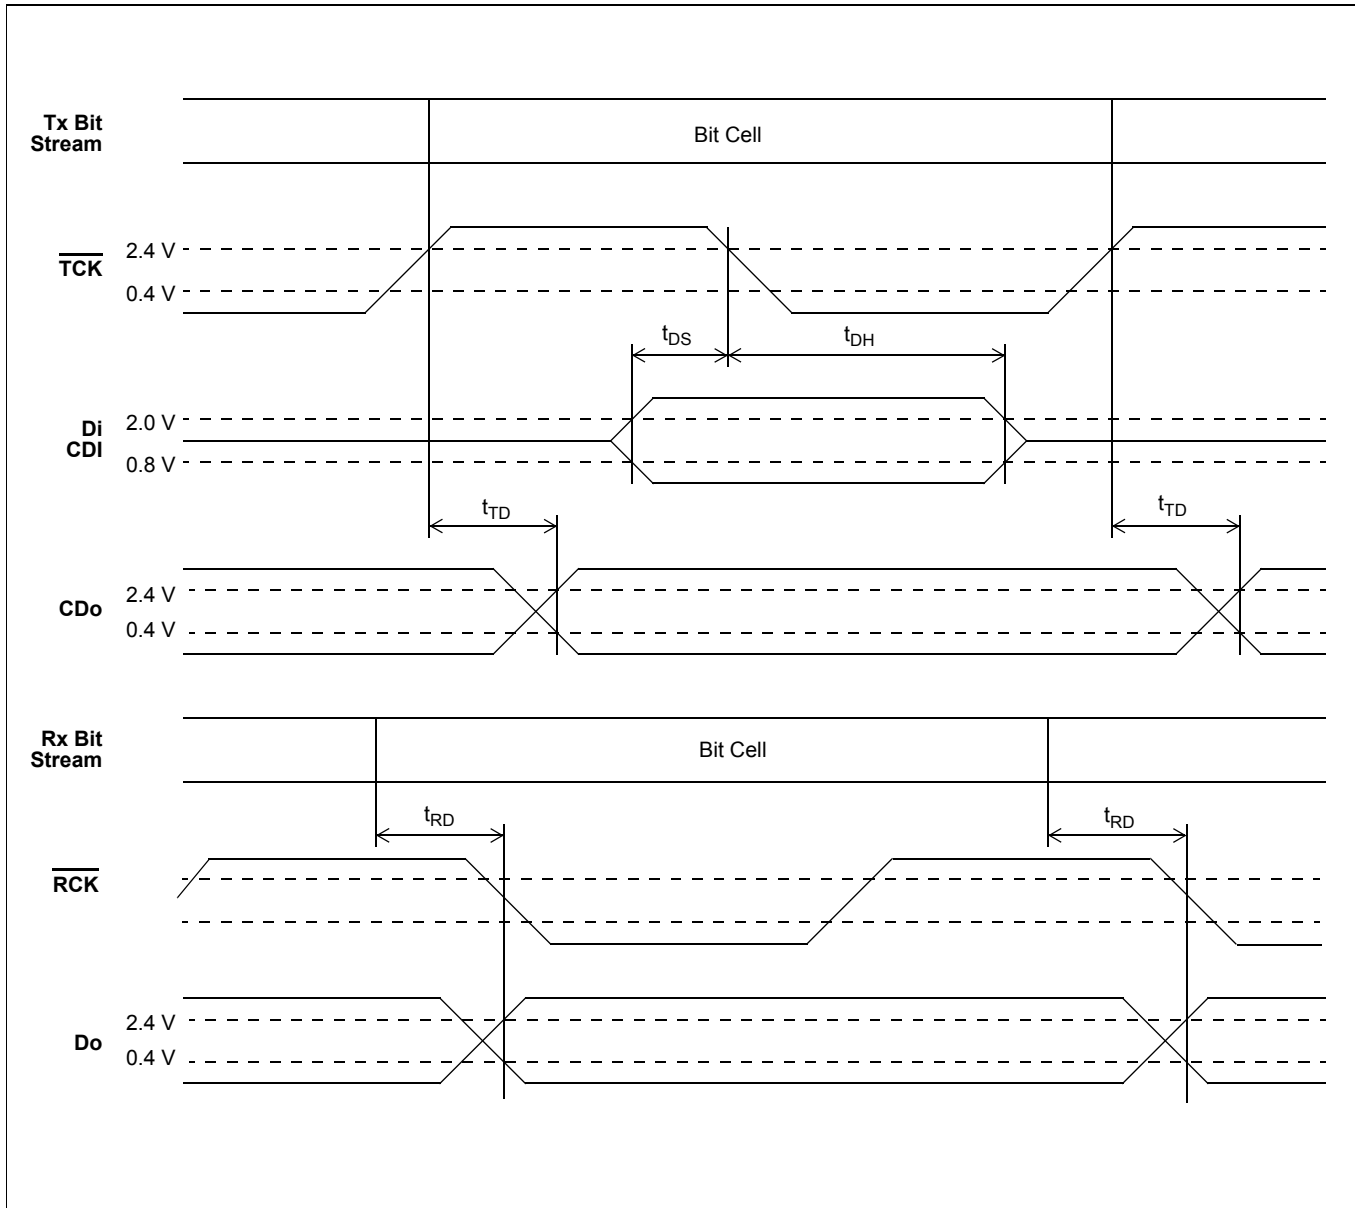 Tx Bit
Stream
Bit Cell
TCK
2.4 V
0.4 V
tDS
tDH
Di
CDI
2.0 V
0.8 V
tTD
tTD
CDo
2.4 V
0.4 V
Rx Bit
Stream
Bit Cell
tRD
tRD
RCK
Do
2.4 V
0.4 V